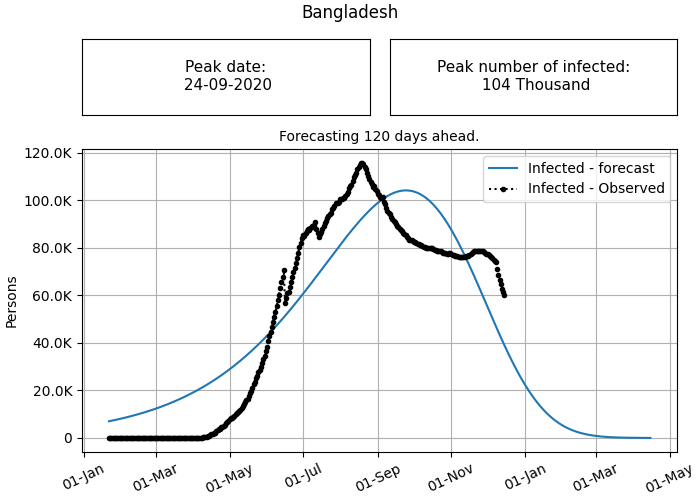 Bangladesh
Peak date:
24-09-2020
Peak number of infected:
104 Thousand
Forecasting 120 days ahead.
120.0K
100.0K
80.0K
60.0K
40.0K
20.0K
0
Persons
Infected - forecast
Infected - Observed
01-Jan
01-Mar
01-May
01-Jul
01-Sep
01-Nov
01-Jan
01-Mar
01-May